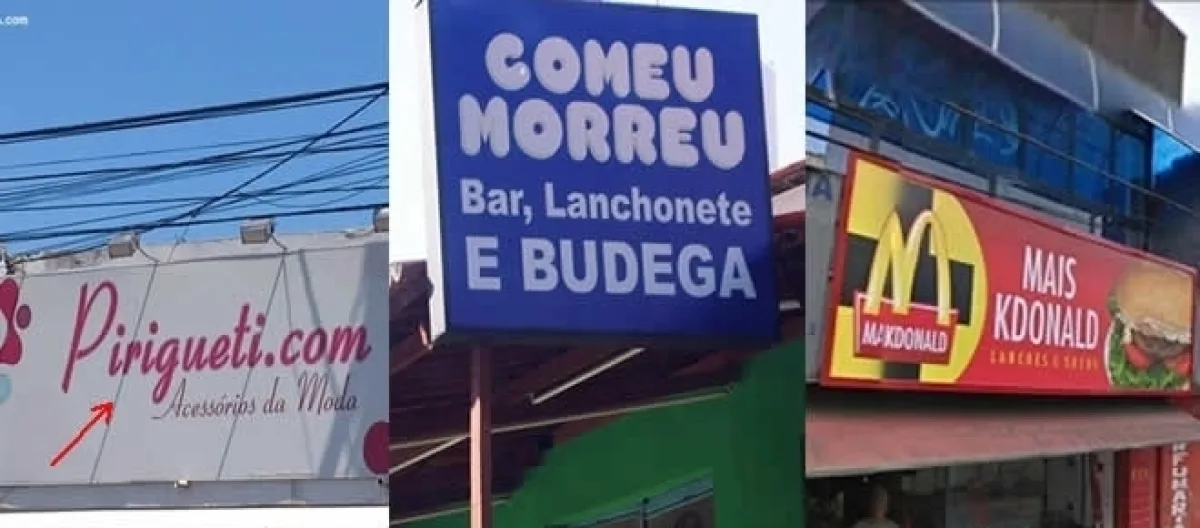 Pirigueti.com
Acessórios da Moda
COMEU
MORREU
Bar, Lanchonete
E BUDEGA
MAKDONALD
MAIS
KDONALD
LANCHES E SUCOS